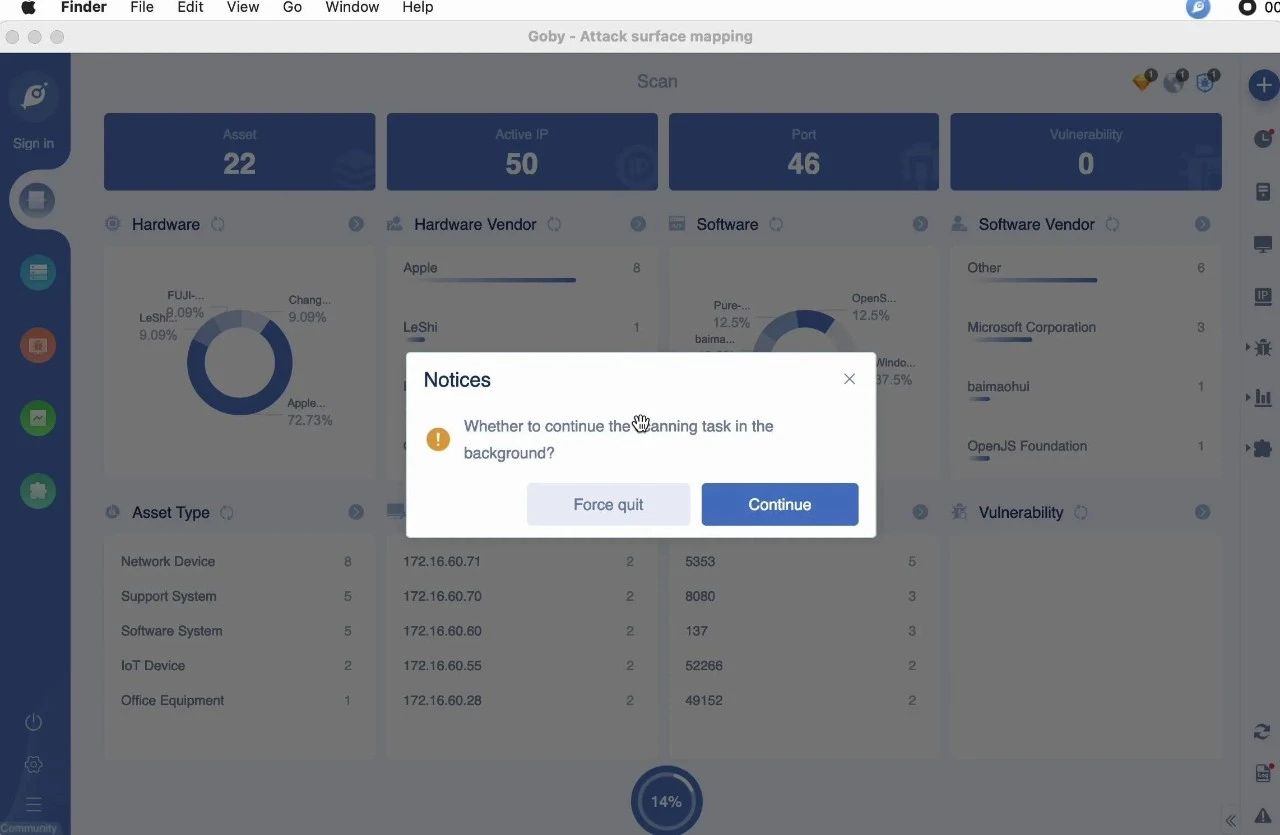 Finder File Edit View Go Window Help
Goby - Attack surface mapping
Scan
1 1 1
Sign in
Asset
22
Active IP
50
Port
46
Vulnerability
0
Hardware
FUJI-...
9.09%
LeShi...
9.09%
Chang...
9.09%
Apple...
72.73%
Hardware Vendor
Apple 8
LeShi 1
Software
Pure-...
12.5%
baima...
OpenS...
12.5%
Windo...
37.5%
Software Vendor
Other 6
Microsoft Corporation 3
baimaohui 1
OpenJS Foundation 1
Notices
Whether to continue the scanning task in the
background?
Force quit
Continue
Asset Type
Network Device 8
Support System 5
Software System 5
IoT Device 2
Office Equipment 1
172.16.60.71 2
172.16.60.70 2
172.16.60.60 2
172.16.60.55 2
172.16.60.28 2
5353 5
8080 3
137 3
52266 2
49152 2
Vulnerability
14%
IP
Log
Community